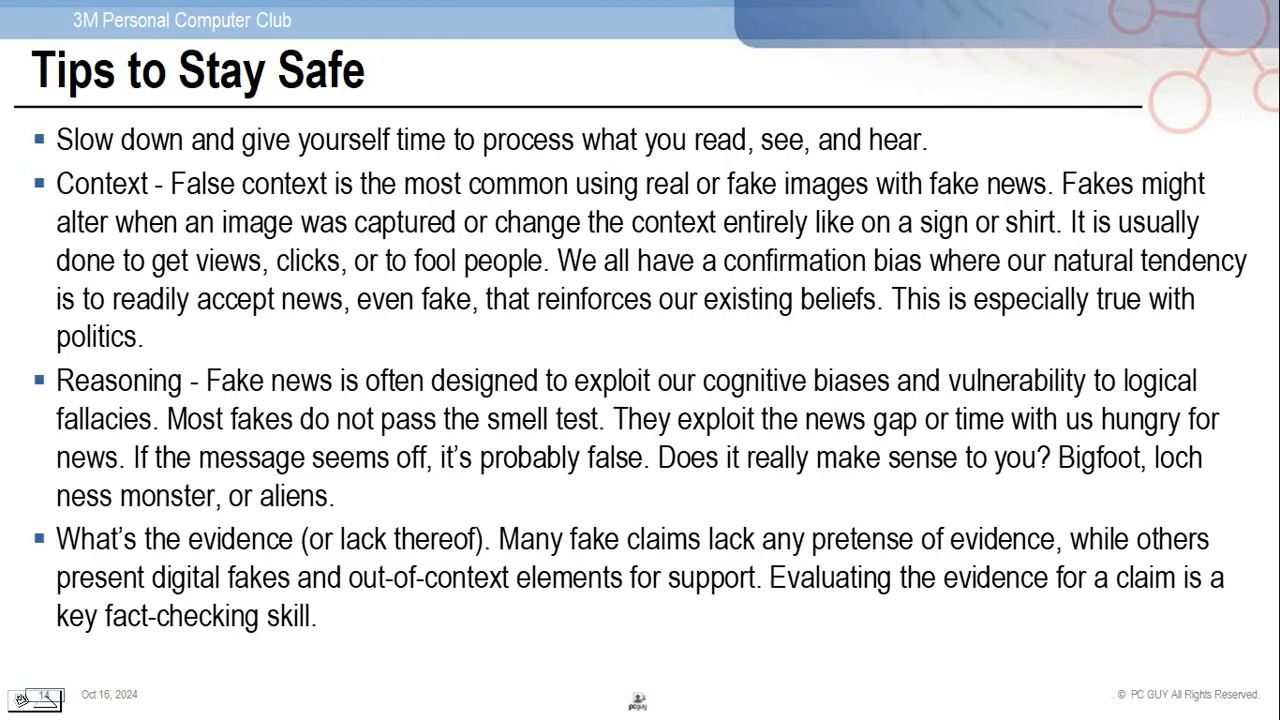 3M Personal Computer Club
Tips to Stay Safe
▪ Slow down and give yourself time to process what you read, see, and hear.
▪ Context - False context is the most common using real or fake images with fake news. Fakes might
alter when an image was captured or change the context entirely like on a sign or shirt. It is usually
done to get views, clicks, or to fool people. We all have a confirmation bias where our natural tendency
is to readily accept news, even fake, that reinforces our existing beliefs. This is especially true with
politics.
▪ Reasoning - Fake news is often designed to exploit our cognitive biases and vulnerability to logical
fallacies. Most fakes do not pass the smell test. They exploit the news gap or time with us hungry for
news. If the message seems off, it’s probably false. Does it really make sense to you? Bigfoot, loch
ness monster, or aliens.
▪ What’s the evidence (or lack thereof). Many fake claims lack any pretense of evidence, while others
present digital fakes and out-of-context elements for support. Evaluating the evidence for a claim is a
key fact-checking skill.
14
Oct 16, 2024
pcguy
. © PC GUY All Rights Reserved.